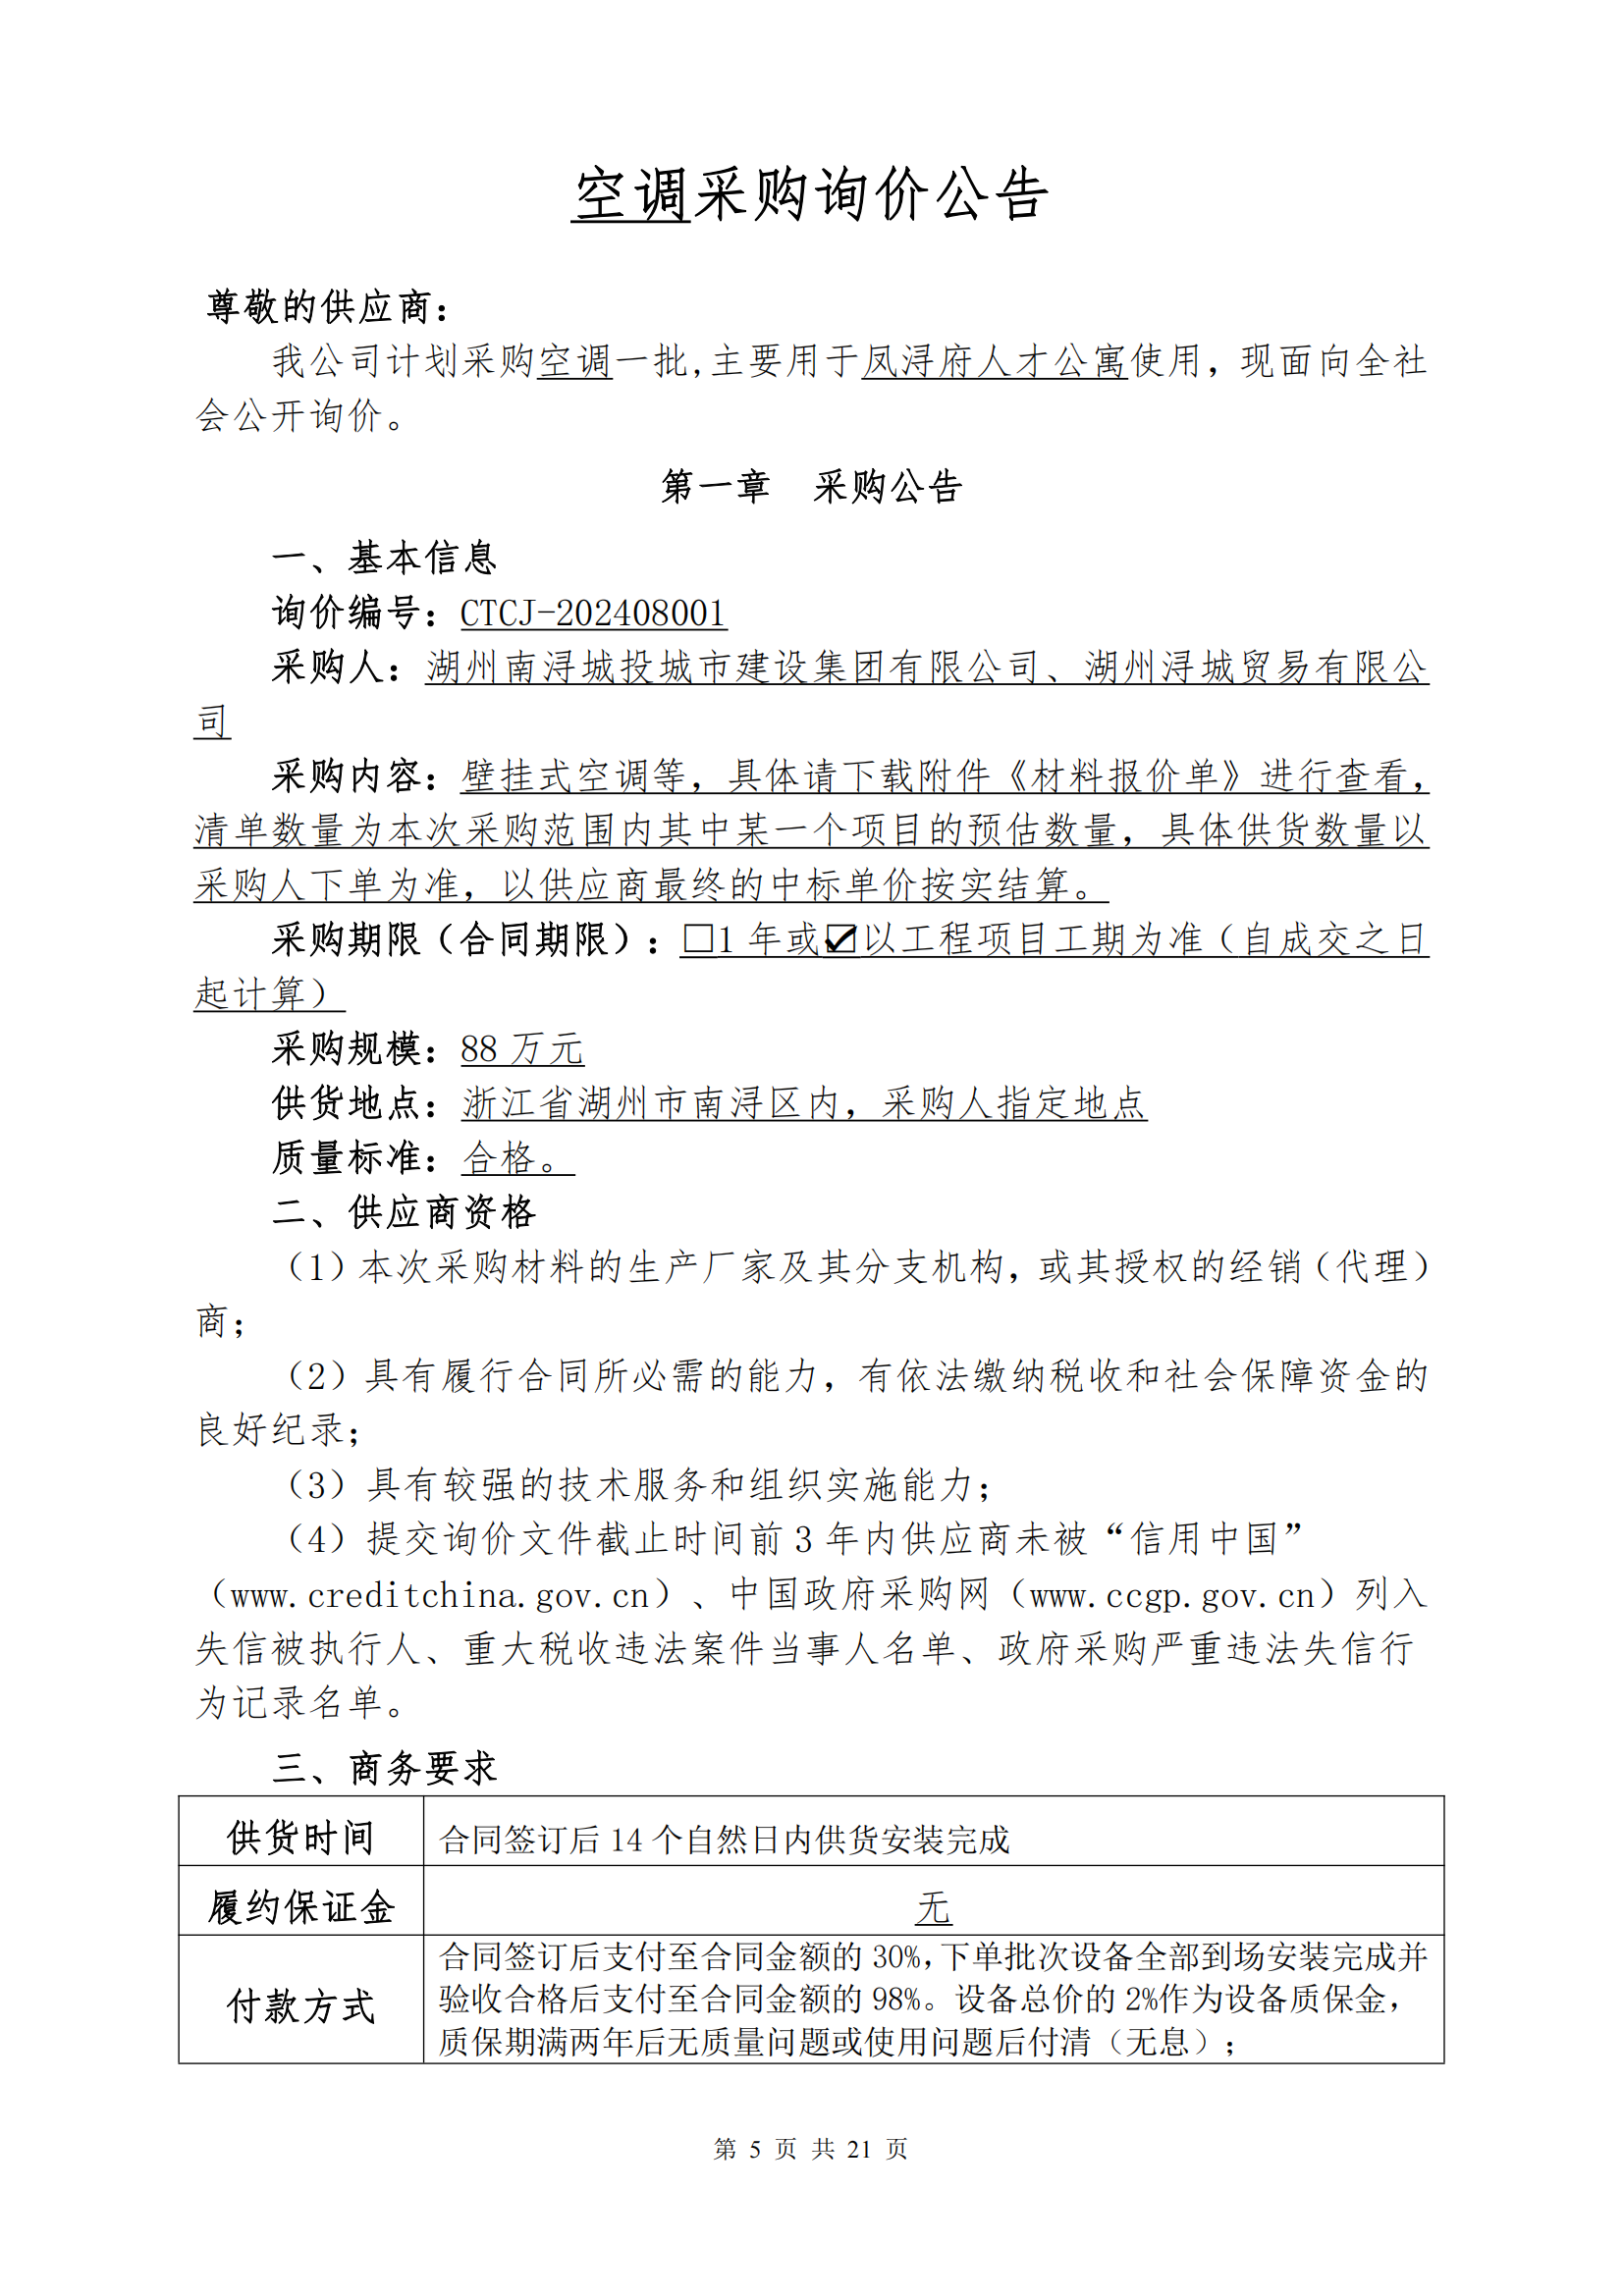 空调采购询价公告
尊敬的供应商：
我公司计划采购空调一批,主要用于凤浔府人才公寓使用，现面向全社
会公开询价。
第一章　采购公告
一、基本信息
询价编号：CTCJ-202408001
采购人：湖州南浔城投城市建设集团有限公司、湖州浔城贸易有限公
司
采购内容：壁挂式空调等，具体请下载附件《材料报价单》进行查看，
清单数量为本次采购范围内其中某一个项目的预估数量，具体供货数量以
采购人下单为准，以供应商最终的中标单价按实结算。
采购期限（合同期限）：☐1 年或☑以工程项目工期为准（自成交之日
起计算）
采购规模：88 万元
供货地点：浙江省湖州市南浔区内，采购人指定地点
质量标准：合格。
二、供应商资格
（1）本次采购材料的生产厂家及其分支机构，或其授权的经销（代理）
商；
（2）具有履行合同所必需的能力，有依法缴纳税收和社会保障资金的
良好纪录；
（3）具有较强的技术服务和组织实施能力；
（4）提交询价文件截止时间前 3 年内供应商未被“信用中国”
（www.creditchina.gov.cn）、中国政府采购网（www.ccgp.gov.cn）列入
失信被执行人、重大税收违法案件当事人名单、政府采购严重违法失信行
为记录名单。
三、商务要求
供货时间 合同签订后 14 个自然日内供货安装完成
履约保证金 无
付款方式 合同签订后支付至合同金额的 30%，下单批次设备全部到场安装完成并
验收合格后支付至合同金额的 98%。设备总价的 2%作为设备质保金，
质保期满两年后无质量问题或使用问题后付清（无息）；
第 5 页 共 21 页